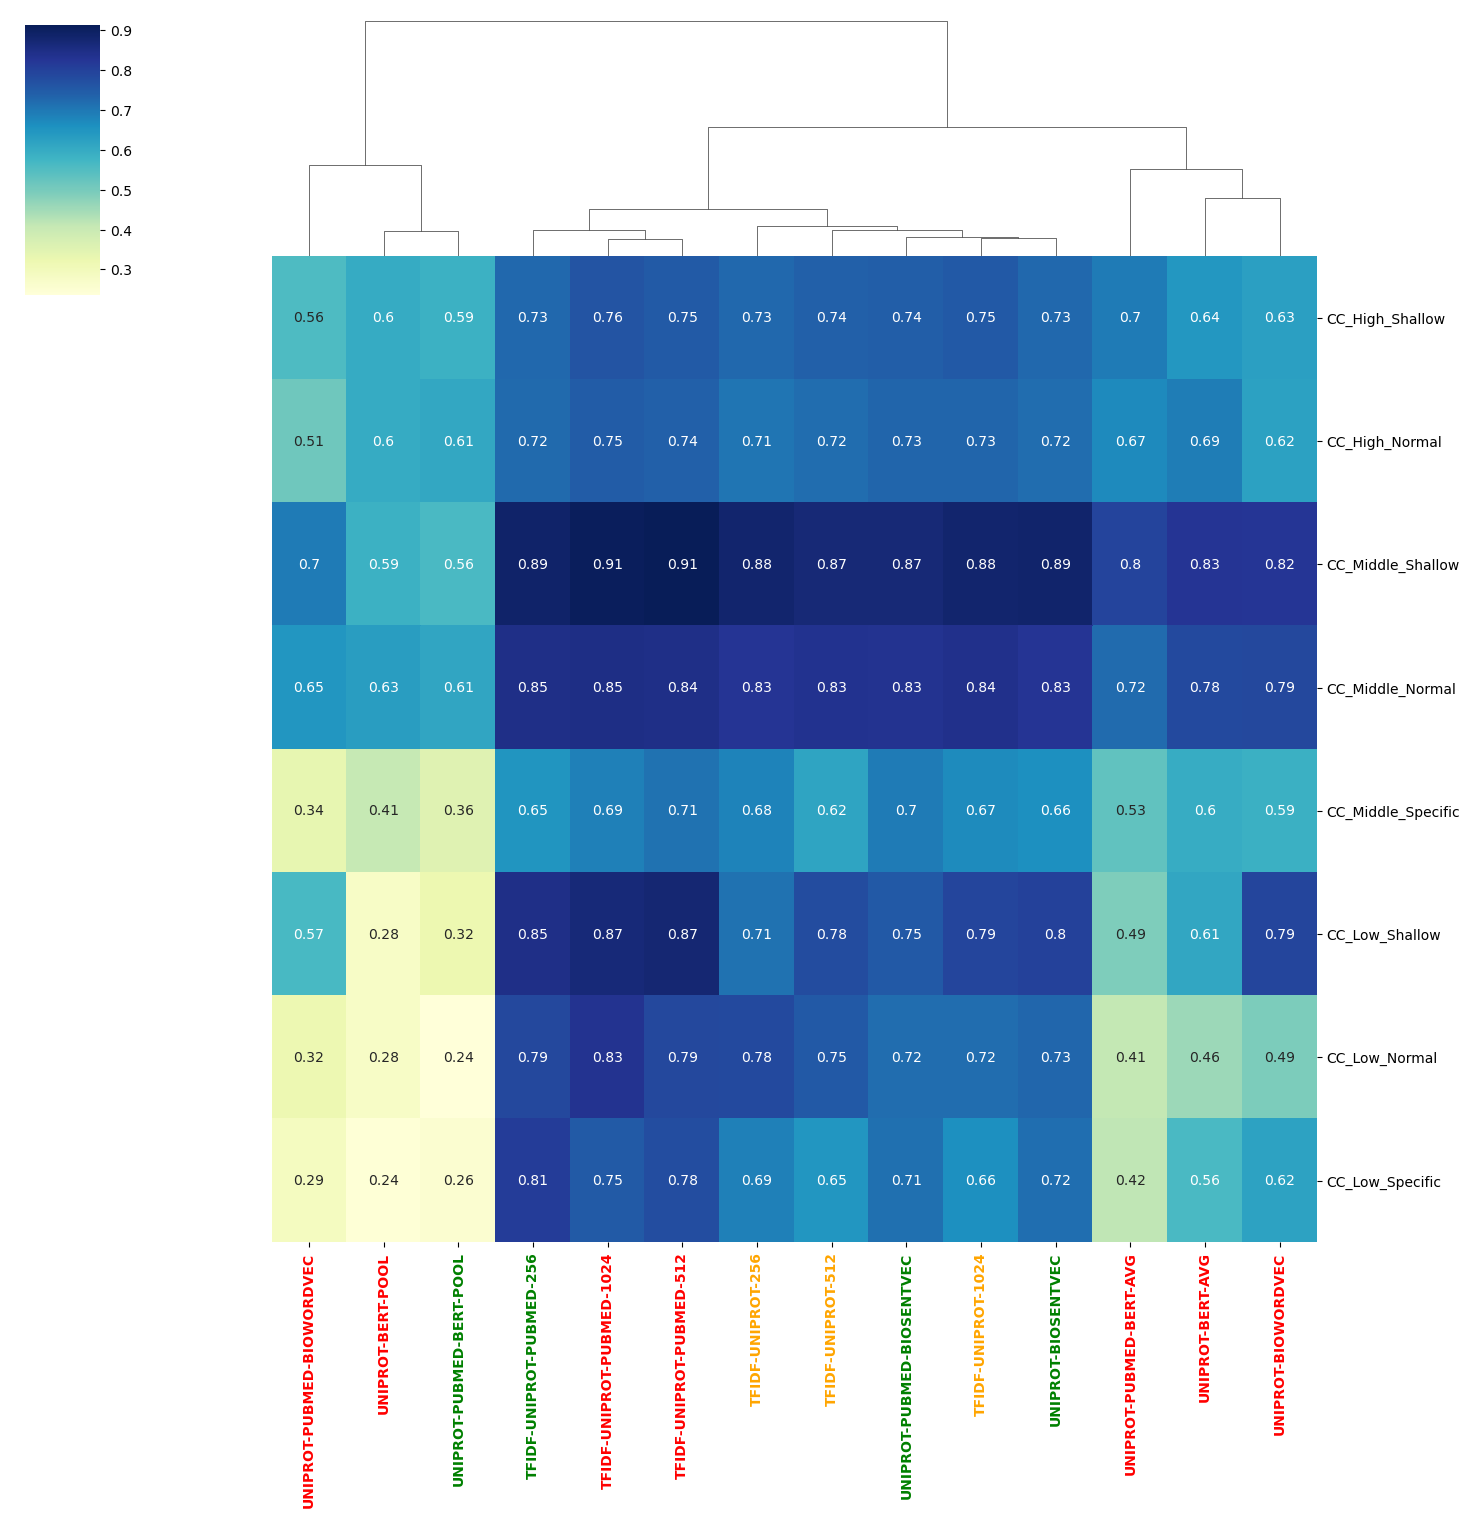 0.9
0.8
0.7
0.6
0.5
0.4
0.3
0.56 0.6 0.59 0.73 0.76 0.75 0.73 0.74 0.74 0.75 0.73 0.7 0.64 0.63 CC_High_Shallow
0.51 0.6 0.61 0.72 0.75 0.74 0.71 0.72 0.73 0.73 0.72 0.67 0.69 0.62 CC_High_Normal
0.7 0.59 0.56 0.89 0.91 0.91 0.88 0.87 0.87 0.88 0.89 0.8 0.83 0.82 CC_Middle_Shallow
0.65 0.63 0.61 0.85 0.85 0.84 0.83 0.83 0.83 0.84 0.83 0.72 0.78 0.79 CC_Middle_Normal
0.34 0.41 0.36 0.65 0.69 0.71 0.68 0.62 0.7 0.67 0.66 0.53 0.6 0.59 CC_Middle_Specific
0.57 0.28 0.32 0.85 0.87 0.87 0.71 0.78 0.75 0.79 0.8 0.49 0.61 0.79 CC_Low_Shallow
0.32 0.28 0.24 0.79 0.83 0.79 0.78 0.75 0.72 0.72 0.73 0.41 0.46 0.49 CC_Low_Normal
0.29 0.24 0.26 0.81 0.75 0.78 0.69 0.65 0.71 0.66 0.72 0.42 0.56 0.62 CC_Low_Specific
UNIPROT-PUBMED-BIOWORDVEC
UNIPROT-BERT-POOL
UNIPROT-PUBMED-BERT-POOL
TFIDF-UNIPROT-PUBMED-256
TFIDF-UNIPROT-PUBMED-1024
TFIDF-UNIPROT-PUBMED-512
TFIDF-UNIPROT-256
TFIDF-UNIPROT-512
UNIPROT-PUBMED-BIOSENTVEC
TFIDF-UNIPROT-1024
UNIPROT-BIOSENTVEC
UNIPROT-PUBMED-BERT-AVG
UNIPROT-BERT-AVG
UNIPROT-BIOWORDVEC